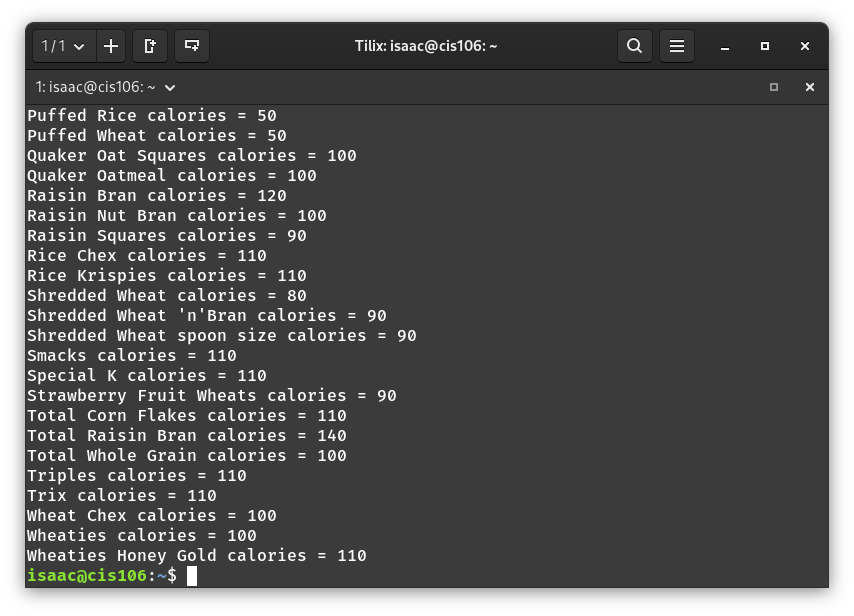 1 / 1
Tilix: isaac@cis106: ~
1: isaac@cis106: ~
Puffed Rice calories = 50
Puffed Wheat calories = 50
Quaker Oat Squares calories = 100
Quaker Oatmeal calories = 100
Raisin Bran calories = 120
Raisin Nut Bran calories = 100
Raisin Squares calories = 90
Rice Chex calories = 110
Rice Krispies calories = 110
Shredded Wheat calories = 80
Shredded Wheat 'n'Bran calories = 90
Shredded Wheat spoon size calories = 90
Smacks calories = 110
Special K calories = 110
Strawberry Fruit Wheats calories = 90
Total Corn Flakes calories = 110
Total Raisin Bran calories = 140
Total Whole Grain calories = 100
Triples calories = 110
Trix calories = 110
Wheat Chex calories = 100
Wheaties calories = 100
Wheaties Honey Gold calories = 110
isaac@cis106:~$